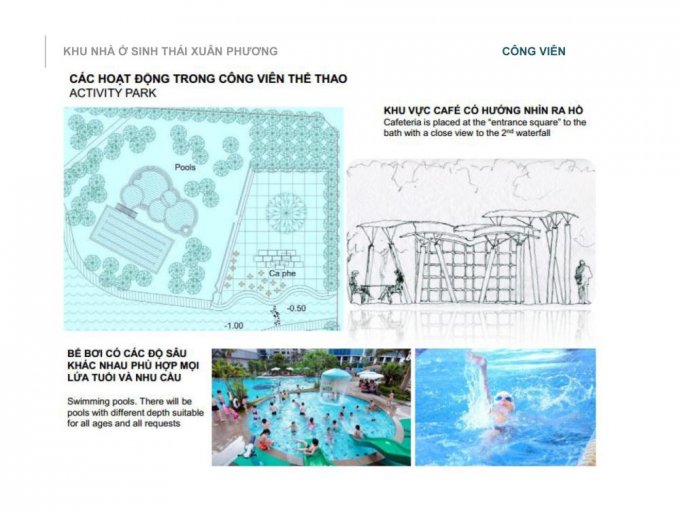 KHU NHÀ Ở SINH THÁI XUÂN PHƯƠNG
CÔNG VIÊN
CÁC HOẠT ĐỘNG TRONG CÔNG VIÊN THỂ THAO
ACTIVITY PARK
Pools
Ca phe
-0.50
-1.00
KHU VỰC CAFÉ CÓ HƯỚNG NHÌN RA HỒ
Cafeteria is placed at the “entrance square” to the
bath with a close view to the 2nd waterfall
BỂ BƠI CÓ CÁC ĐỘ SÂU
KHÁC NHAU PHÙ HỢP MỌI
LỨA TUỔI VÀ NHU CẦU
Swimming pools. There will be
pools with different depth suitable
for all ages and all requests